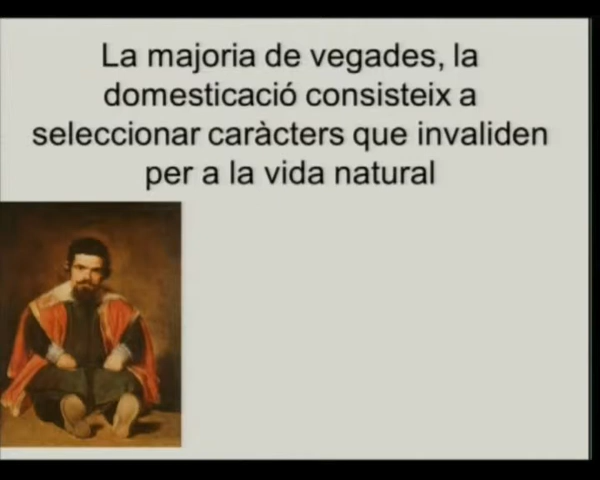 La majoria de vegades, la
domesticació consisteix a
seleccionar caràcters que invaliden
per a la vida natural